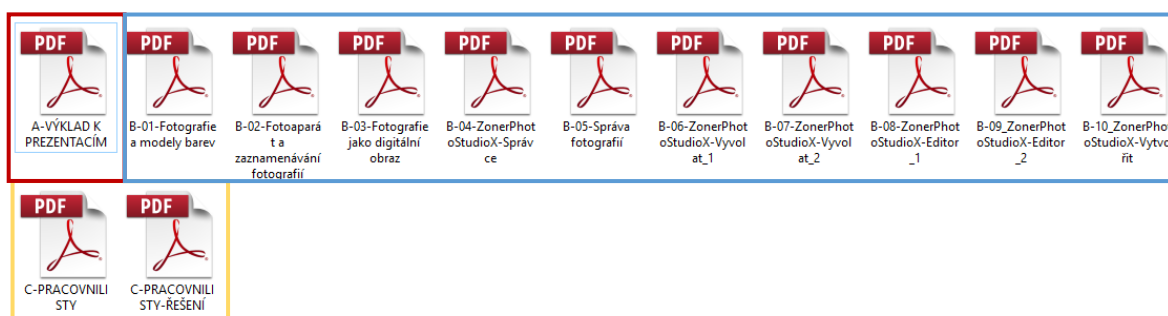 PDF PDF PDF PDF PDF PDF PDF PDF PDF PDF PDF
A-VÝKLAD K
PREZENTACÍM
B-01-Fotografie
a modely barev
B-02-Fotoapará
t a
zaznamenávání
fotografií
B-03-Fotografie
jako digitální
obraz
B-04-ZonerPhot
oStudioX-Správ
ce
B-05-Správa
fotografií
B-06-ZonerPhot
oStudioX-Vyvol
at_1
B-07-ZonerPhot
oStudioX-Vyvol
at_2
B-08-ZonerPhot
oStudioX-Editor
_1
B-09_ZonerPhot
oStudioX-Editor
_2
B-10_ZonerPhot
oStudioX-Vytvo
řit
PDF PDF
C-PRACOVNILI
STY
C-PRACOVNILI
STY-ŘEŠENÍ